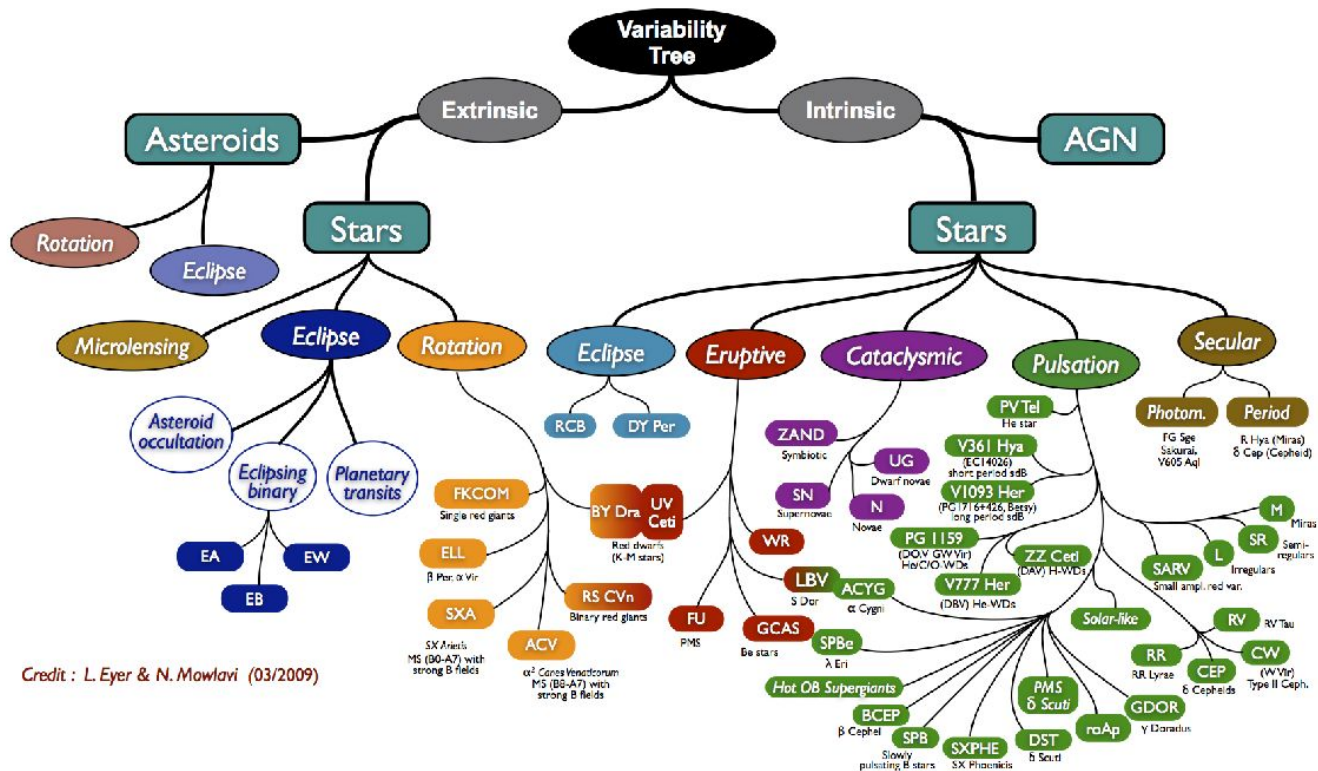 Variability
Tree
Extrinsic
Intrinsic
Asteroids
AGN
Stars
Stars
Rotation
Eclipse
Microlensing
Eclipse
Rotation
Eclipse
Eruptive
Cataclysmic
Pulsation
Secular
Asteroid
occultation
Eclipsing
binary
Planetary
transits
EA
EB
EW
FKCOM
Single red giants
ELL
β Per, α Vir
SXA
SX Arietis
MS (B0-A7) with
strong B fields
ACV
α² Canes Venaticorum
MS (B8-A7) with
strong B fields
BY Dra
UV
Ceti
Red dwarfs
(K-M stars)
RS CVn
Binary red giants
RCB
DY Per
WR
LBV
S Dor
FU
PMS
GCAS
Be stars
ZAND
Symbiotic
SN
Supernovae
UG
Dwarf novae
N
Novae
PV Tel
He star
V361 Hya
(EC14026)
short period sdB
V1093 Her
(PG1716+426, Betsy)
long period sdB
PG 1159
(DO,V GW Vir)
He/C/O-WDs
V777 Her
(DBV) He-WDs
ZZ Ceti
(DAV) H-WDs
Solar-like
ACYG
α Cygni
SPBe
λ Eri
Hot OB Supergiants
BCEP
β Cephei
SPB
Slowly
pulsating B stars
SXPHE
SX Phoenicis
PMS
δ Scuti
DST
δ Scuti
roAp
GDOR
γ Doradus
Photom.
FG Sge
Sakurai,
V605 Aql
Period
R Hya (Miras)
δ Cep (Cepheid)
M
Miras
SR
Semi-
regulars
L
Irregulars
SARV
Small ampl. red var.
RV
RV Tau
RR
RR Lyrae
CEP
δ Cepheids
CW
(W Vir)
Type II Ceph.
Credit : L. Eyer & N. Mowlavi (03/2009)